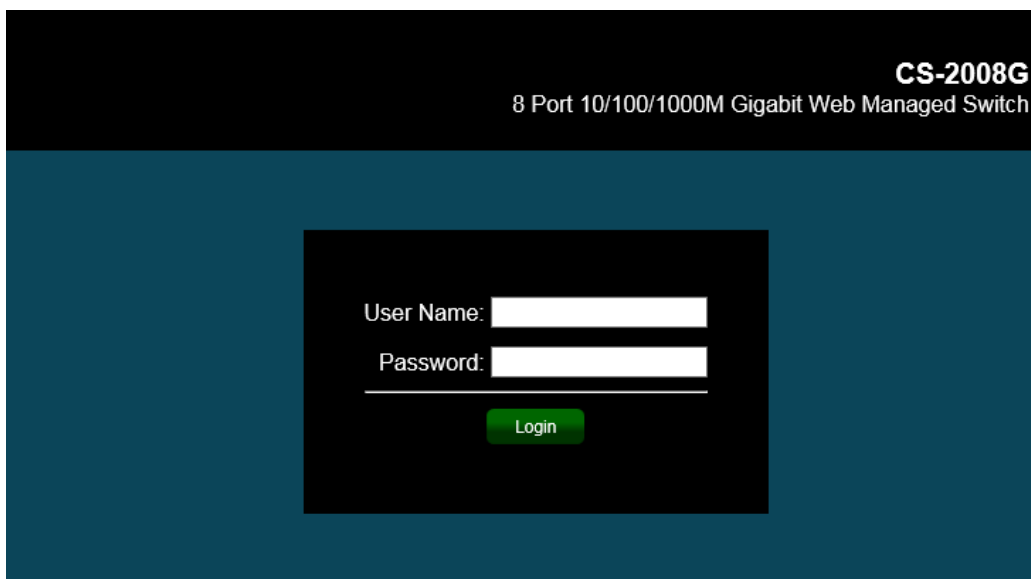 CS-2008G
8 Port 10/100/1000M Gigabit Web Managed Switch
User Name:
Password:
Login